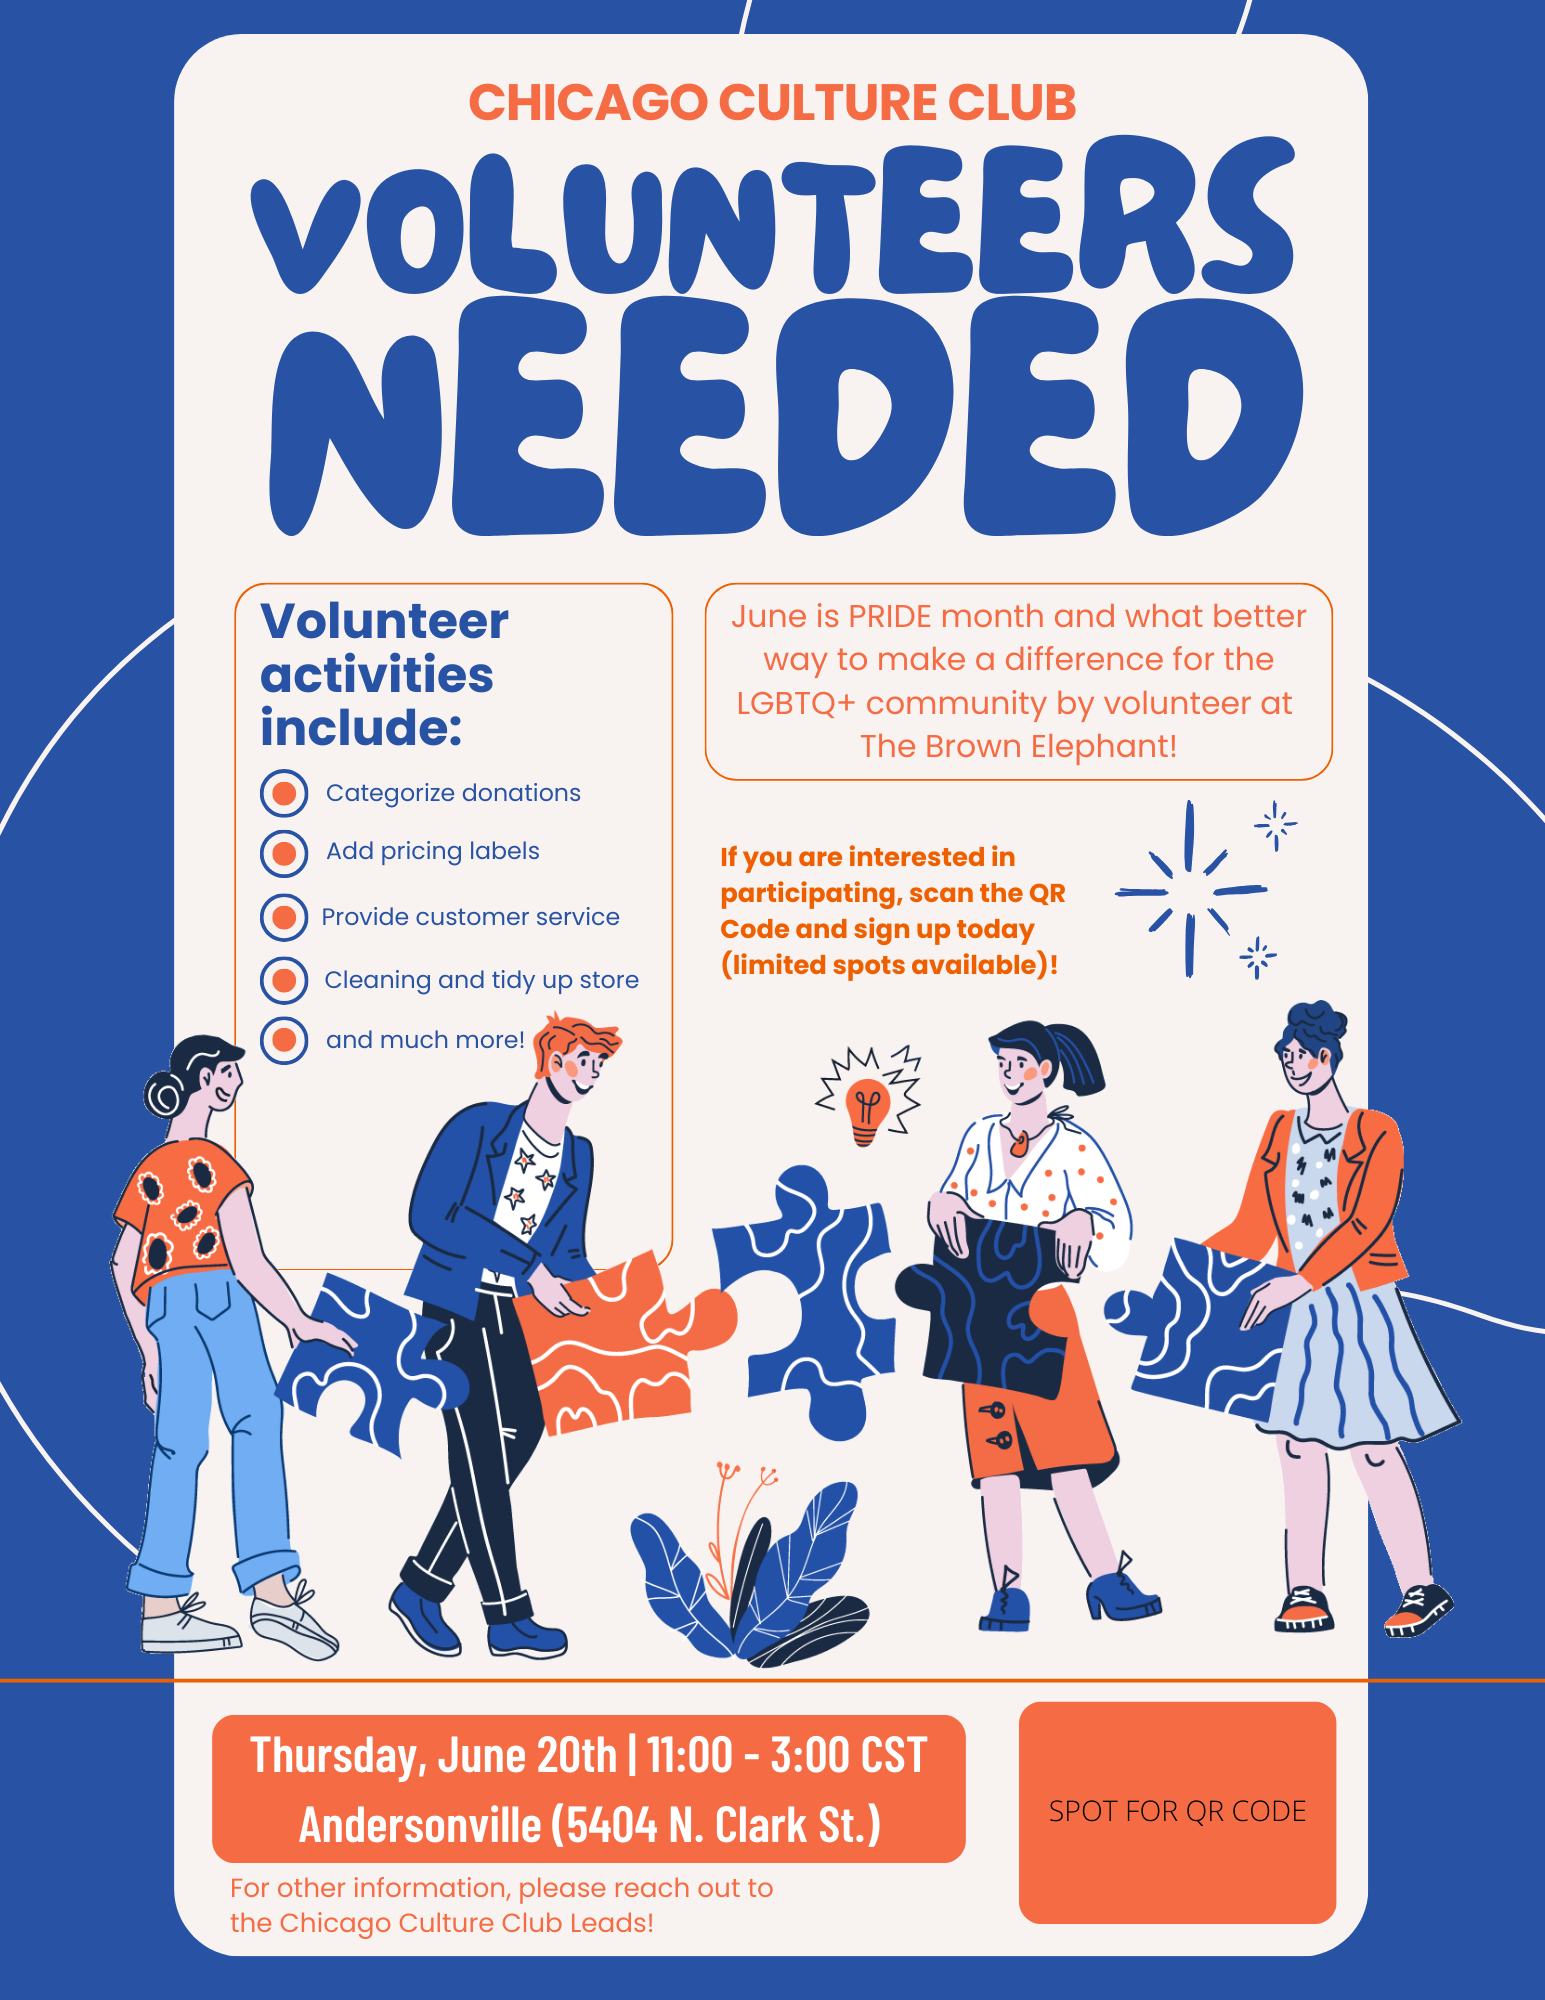 CHICAGO CULTURE CLUB
VOLUNTEERS
NEEDED
Volunteer
activities
include:
Categorize donations
Add pricing labels
Provide customer service
Cleaning and tidy up store
and much more!
June is PRIDE month and what better
way to make a difference for the
LGBTQ+ community by volunteer at
The Brown Elephant!
If you are interested in
participating, scan the QR
Code and sign up today
(limited spots available)!
Thursday, June 20th | 11:00 - 3:00 CST
Andersonville (5404 N. Clark St.)
SPOT FOR QR CODE
For other information, please reach out to
the Chicago Culture Club Leads!